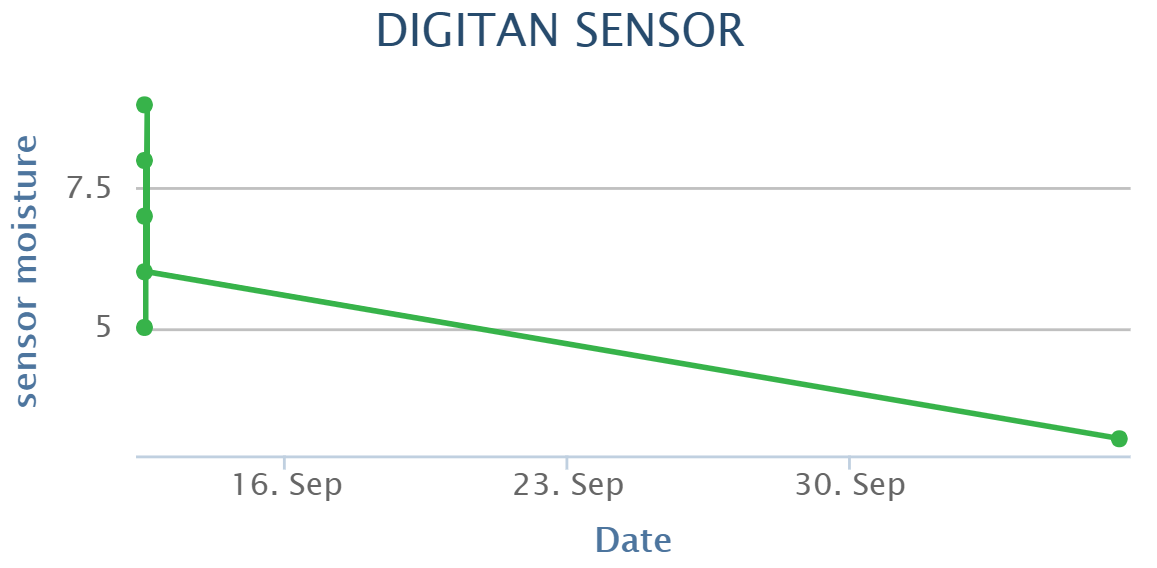 DIGITAN SENSOR
sensor moisture
7.5
5
16. Sep
23. Sep
30. Sep
Date